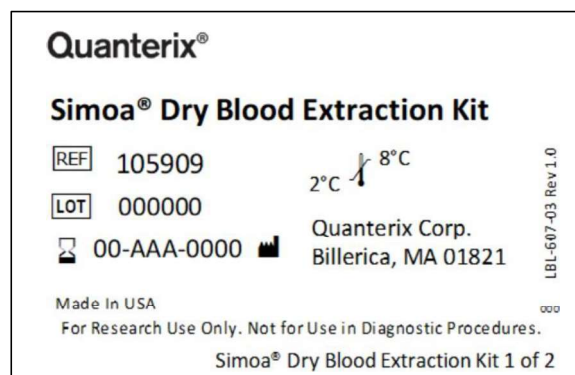 Quanterix®
Simoa® Dry Blood Extraction Kit
REF 105909
2°C 8°C
LOT 000000
00-AAA-0000
Quanterix Corp.
Billerica, MA 01821
LBL-607-03 Rev 1.0
Made In USA
For Research Use Only. Not for Use in Diagnostic Procedures.
Simoa® Dry Blood Extraction Kit 1 of 2